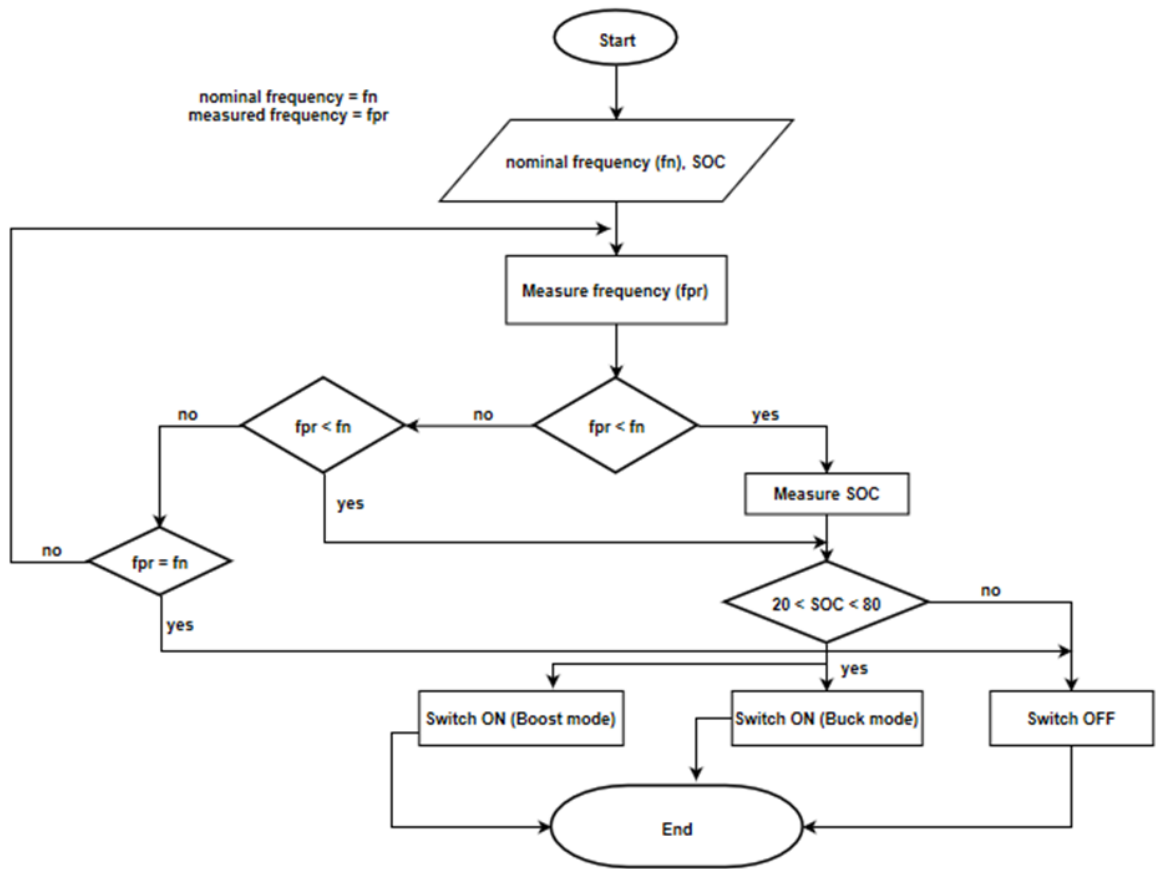 Start
nominal frequency = fn
measured frequency = fpr
nominal frequency (fn), SOC
Measure frequency (fpr)
no
fpr < fn
no
fpr < fn
yes
Measure SOC
yes
no
fpr = fn
20 < SOC < 80
no
yes
yes
Switch ON (Boost mode)
Switch ON (Buck mode)
Switch OFF
End